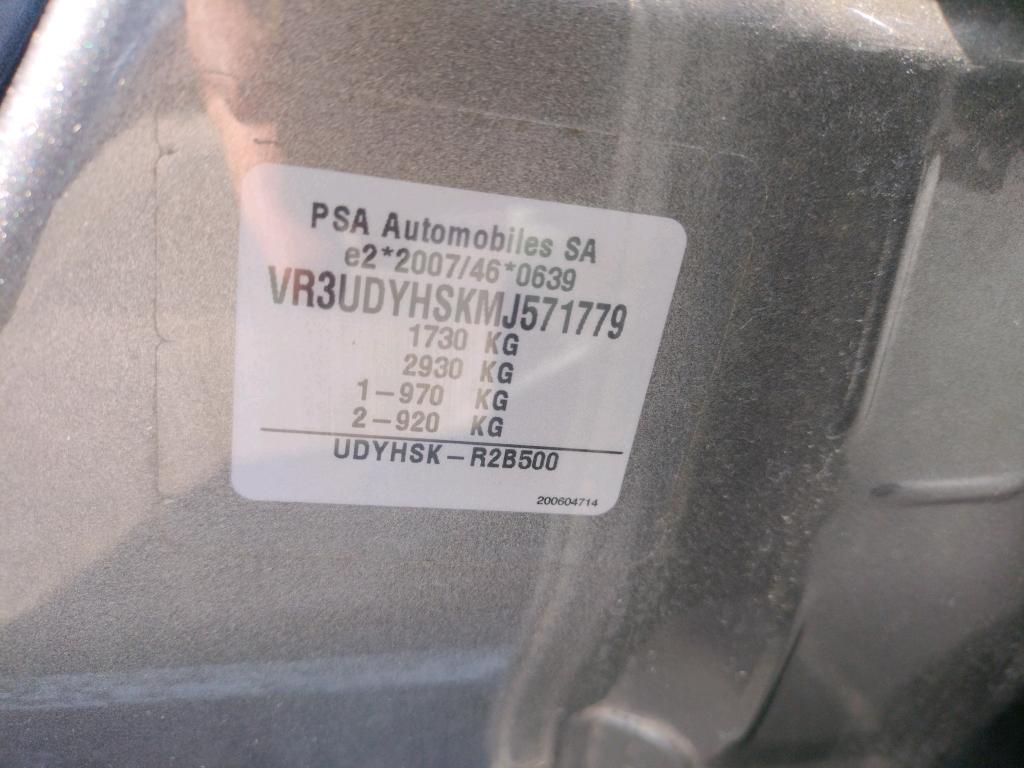 PSA Automobiles SA
e2*2007/46*0639
VR3UDYHSKMJ571779
1730 KG
2930 KG
1-970 KG
2-920 KG
UDYHSK-R2B500
200604714